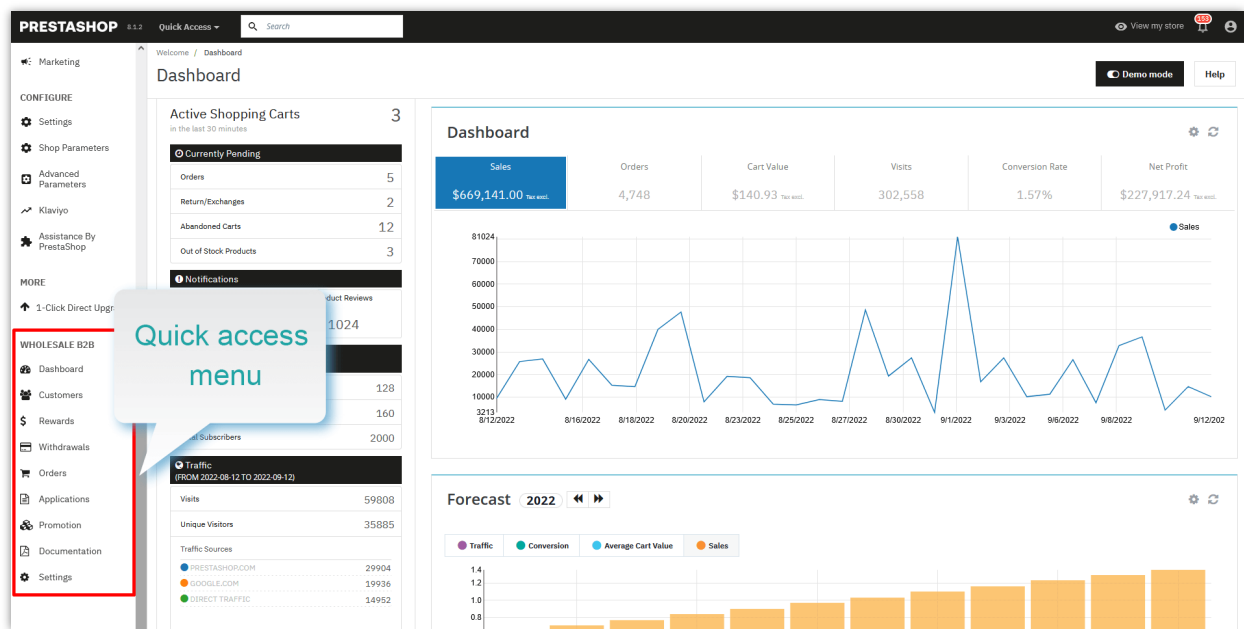 PRESTASHOP 8.1.2 Quick Access Search View my store 153
Marketing
CONFIGURE
Settings
Shop Parameters
Advanced
Parameters
Klaviyo
Assistance By
PrestaShop
MORE
1-Click Direct Upgr
WHOLESALE B2B
Dashboard
Customers
Rewards
Withdrawals
Orders
Applications
Promotion
Documentation
Settings
Quick access
menu
Welcome / Dashboard
Dashboard
Demo mode
Help
Active Shopping Carts 3
in the last 30 minutes
Currently Pending
Orders 5
Return/Exchanges 2
Abandoned Carts 12
Out of Stock Products 3
Notifications
Reviews
1024
128
160
Subscribers 2000
Traffic
(FROM 2022-08-12 TO 2022-09-12)
Visits 59808
Unique Visitors 35885
Traffic Sources
PRESTASHOP.COM 29904
GOOGLE.COM 19936
DIRECT TRAFFIC 14952
Dashboard
Sales Orders Cart Value Visits Conversion Rate Net Profit
$669,141.00 Tax excl. 4,748 $140.93 Tax excl. 302,558 1.57% $227,917.24 Tax excl.
Sales
81024
70000
60000
50000
40000
30000
20000
10000
3213
8/12/2022 8/16/2022 8/18/2022 8/20/2022 8/23/2022 8/25/2022 8/27/2022 8/30/2022 9/1/2022 9/3/2022 9/6/2022 9/8/2022 9/12/202
Forecast 2022
Traffic Conversion Average Cart Value Sales
1.4
1.2
1.0
0.8